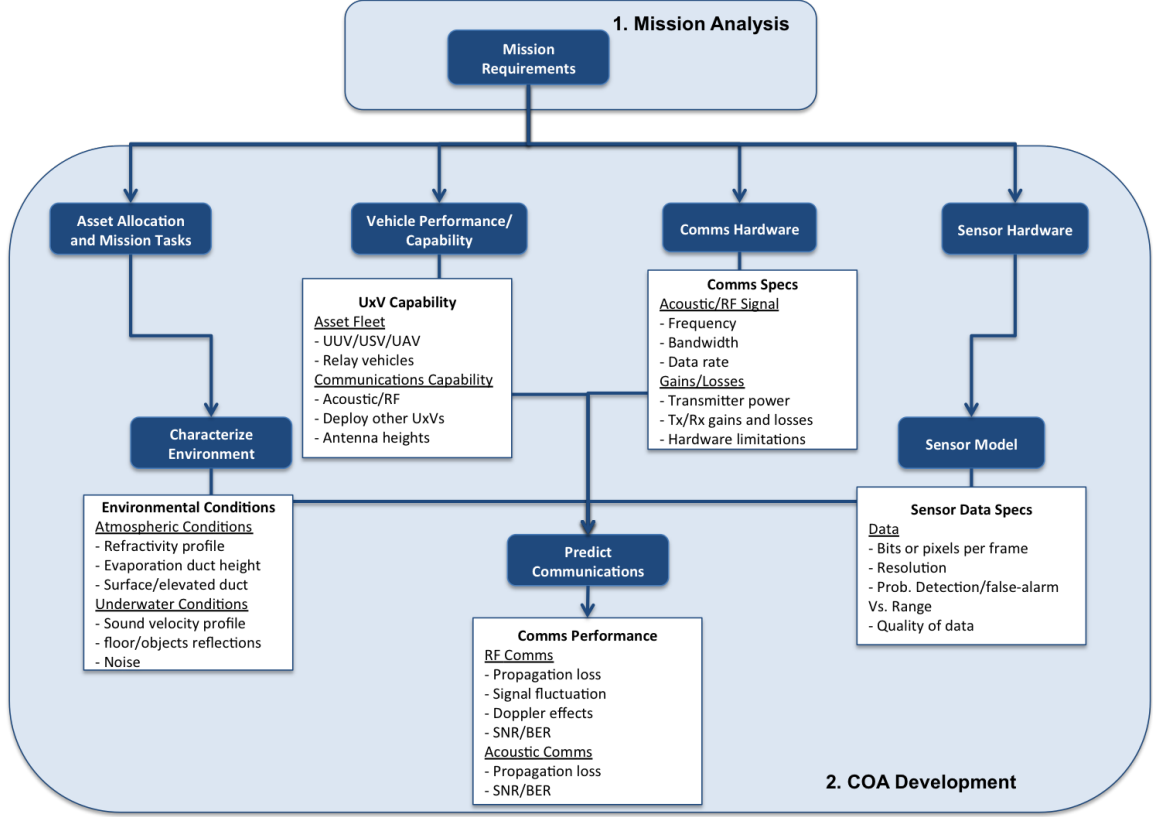 1. Mission Analysis
Mission
Requirements
Asset Allocation
and Mission Tasks
Vehicle Performance/
Capability
Comms Hardware
Sensor Hardware
UxV Capability
Asset Fleet
- UUV/USV/UAV
- Relay vehicles
Communications Capability
- Acoustic/RF
- Deploy other UxVs
- Antenna heights
Comms Specs
Acoustic/RF Signal
- Frequency
- Bandwidth
- Data rate
Gains/Losses
- Transmitter power
- Tx/Rx gains and losses
- Hardware limitations
Characterize
Environment
Sensor Model
Environmental Conditions
Atmospheric Conditions
- Refractivity profile
- Evaporation duct height
- Surface/elevated duct
Underwater Conditions
- Sound velocity profile
- floor/objects reflections
- Noise
Predict
Communications
Sensor Data Specs
Data
- Bits or pixels per frame
- Resolution
- Prob. Detection/false-alarm
Vs. Range
- Quality of data
Comms Performance
RF Comms
- Propagation loss
- Signal fluctuation
- Doppler effects
- SNR/BER
Acoustic Comms
- Propagation loss
- SNR/BER
2. COA Development